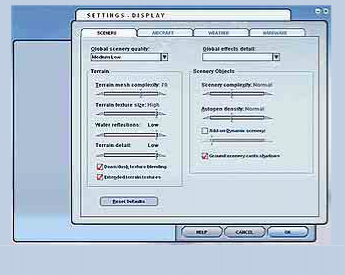 SETTINGS - DISPLAY
SCENERY AIRCRAFT WEATHER HARDWARE
Global scenery quality: Global effects detail:
Medium Low
Terrain Scenery Objects
Terrain mesh complexity: 70 Scenery complexity: Normal
Terrain texture size: High Autogen density: Normal
Water reflections: Low Add-on Dynamic scenery:
Terrain detail: Low Ground scenery casts shadows
Dawn/dusk texture blending
Extended terrain textures
Reset Defaults
HELP CANCEL OK